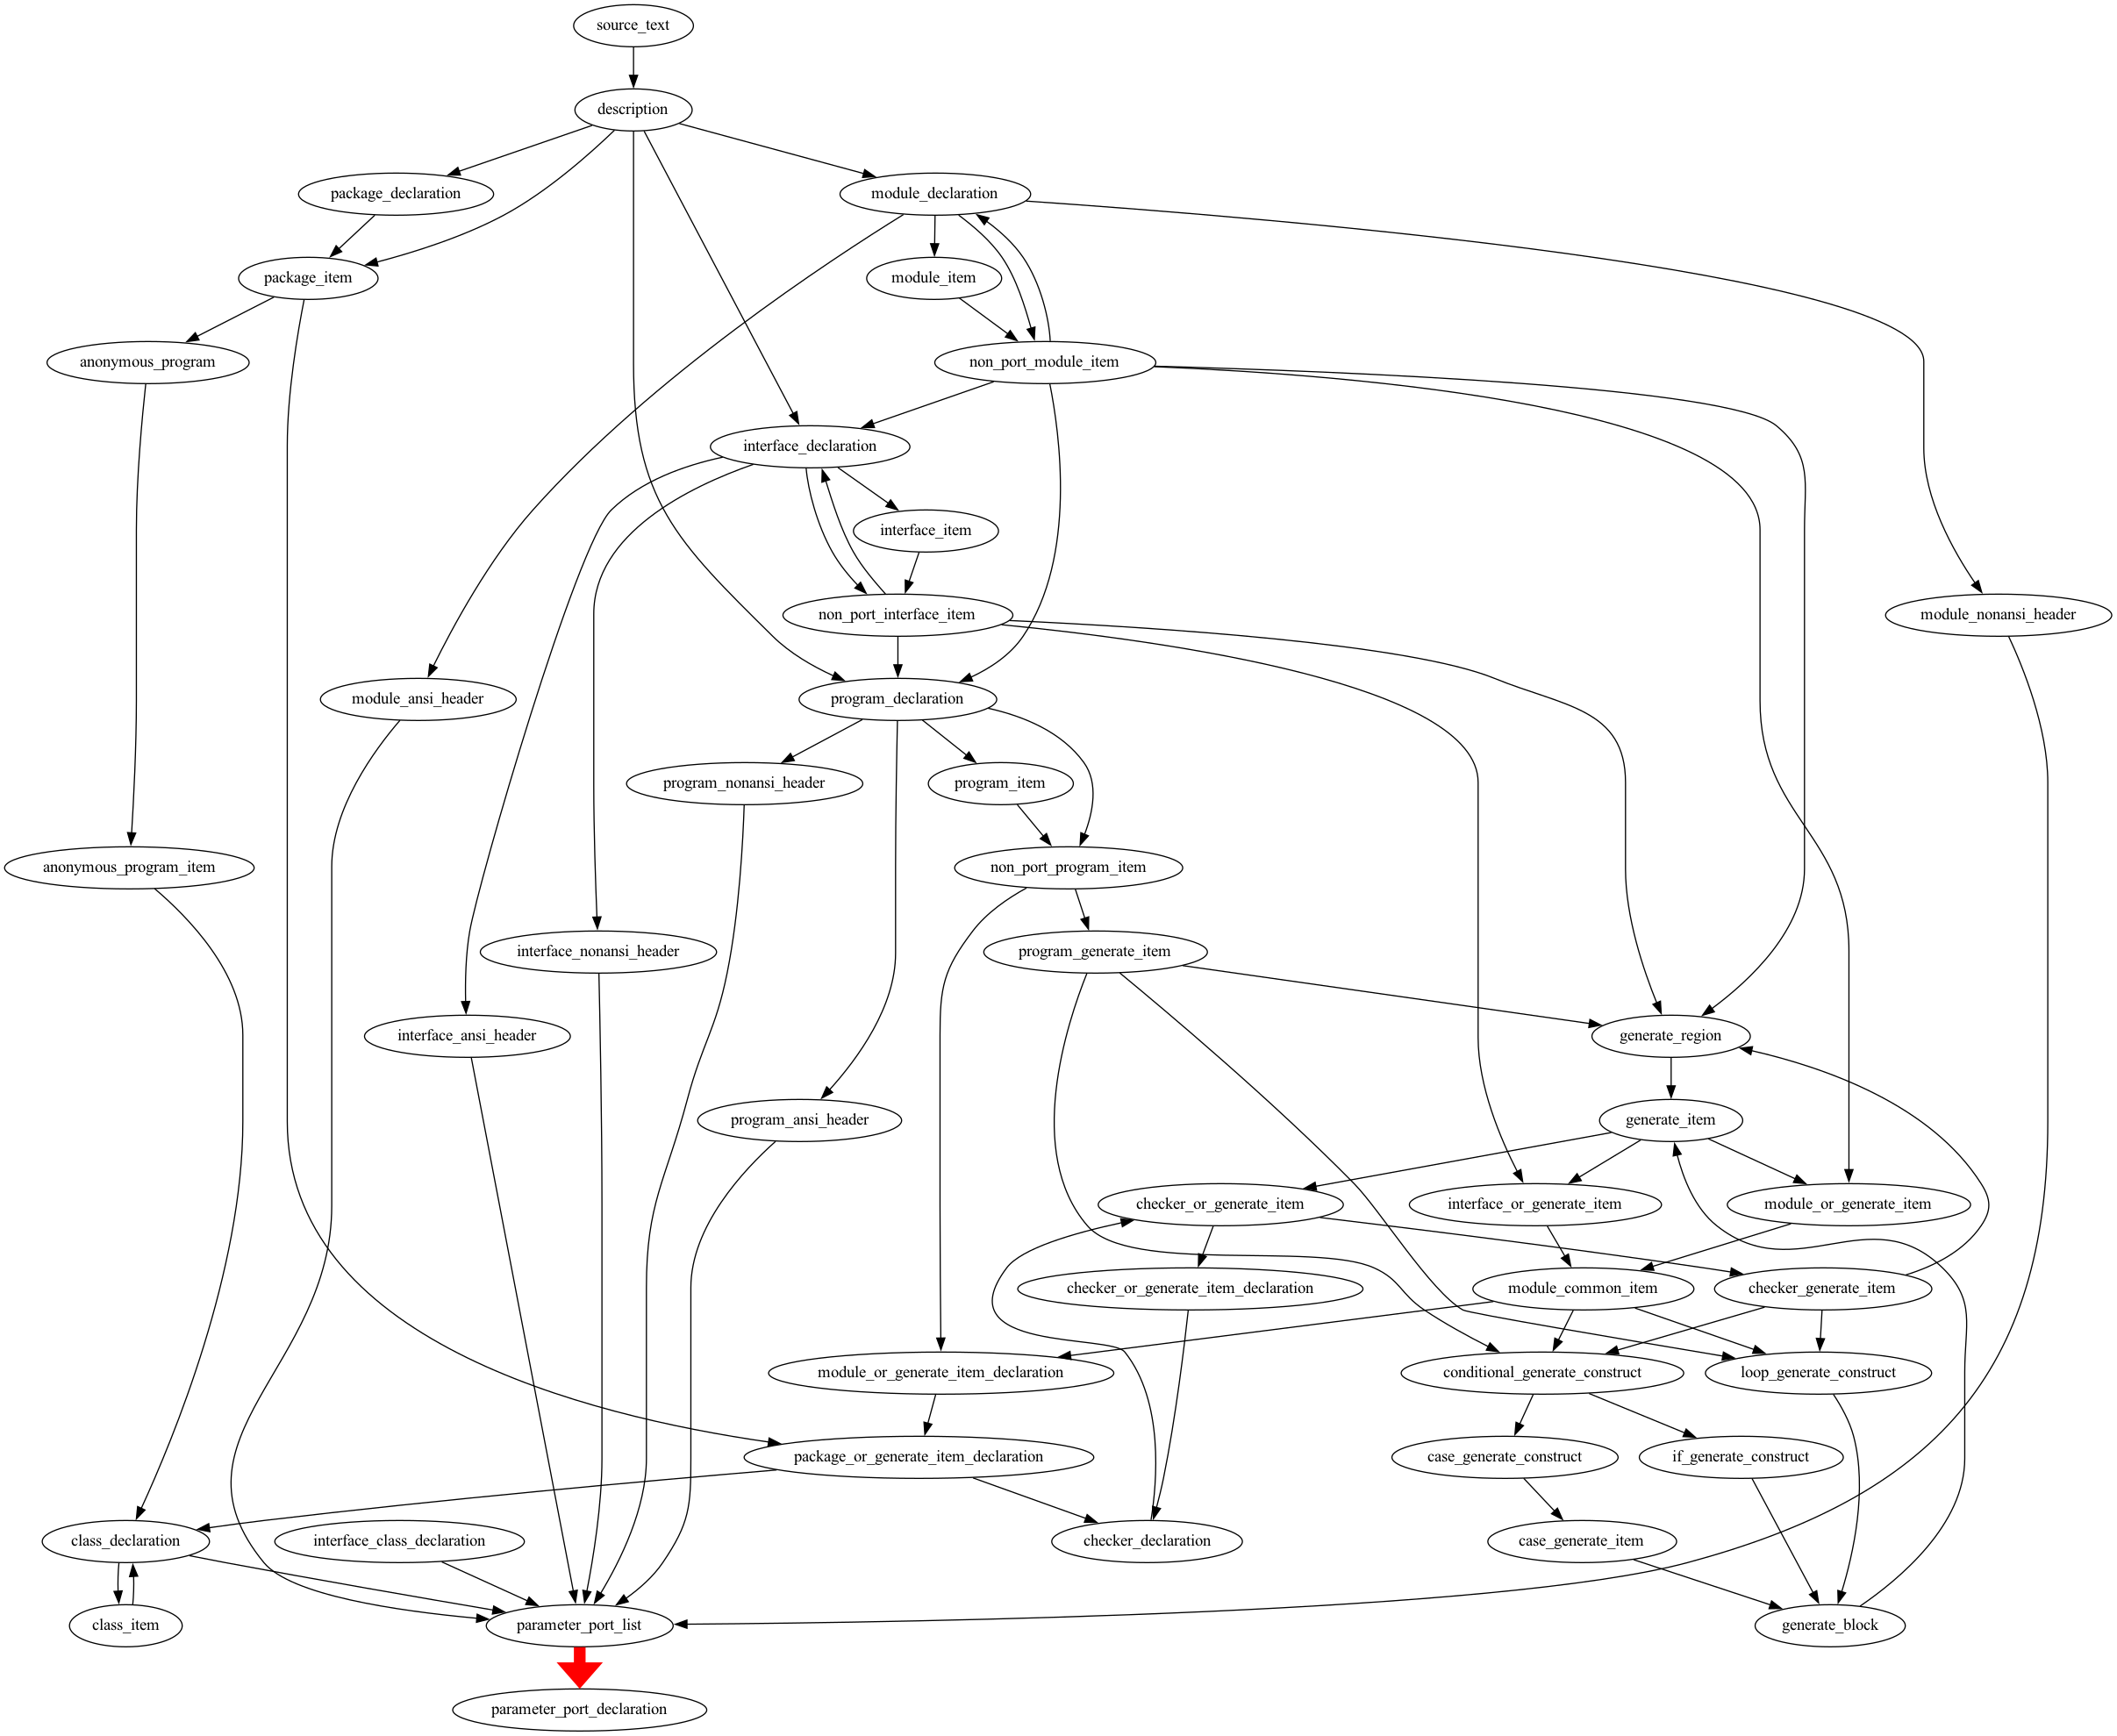 source_text
description
package_declaration
module_declaration
package_item
module_item
anonymous_program
non_port_module_item
interface_declaration
interface_item
non_port_interface_item
module_nonansi_header
module_ansi_header
program_declaration
program_nonansi_header
program_item
anonymous_program_item
non_port_program_item
interface_nonansi_header
program_generate_item
interface_ansi_header
generate_region
program_ansi_header
generate_item
checker_or_generate_item
interface_or_generate_item
module_or_generate_item
checker_or_generate_item_declaration
module_common_item
checker_generate_item
module_or_generate_item_declaration
conditional_generate_construct
loop_generate_construct
package_or_generate_item_declaration
case_generate_construct
if_generate_construct
class_declaration
interface_class_declaration
checker_declaration
case_generate_item
class_item
parameter_port_list
generate_block
parameter_port_declaration